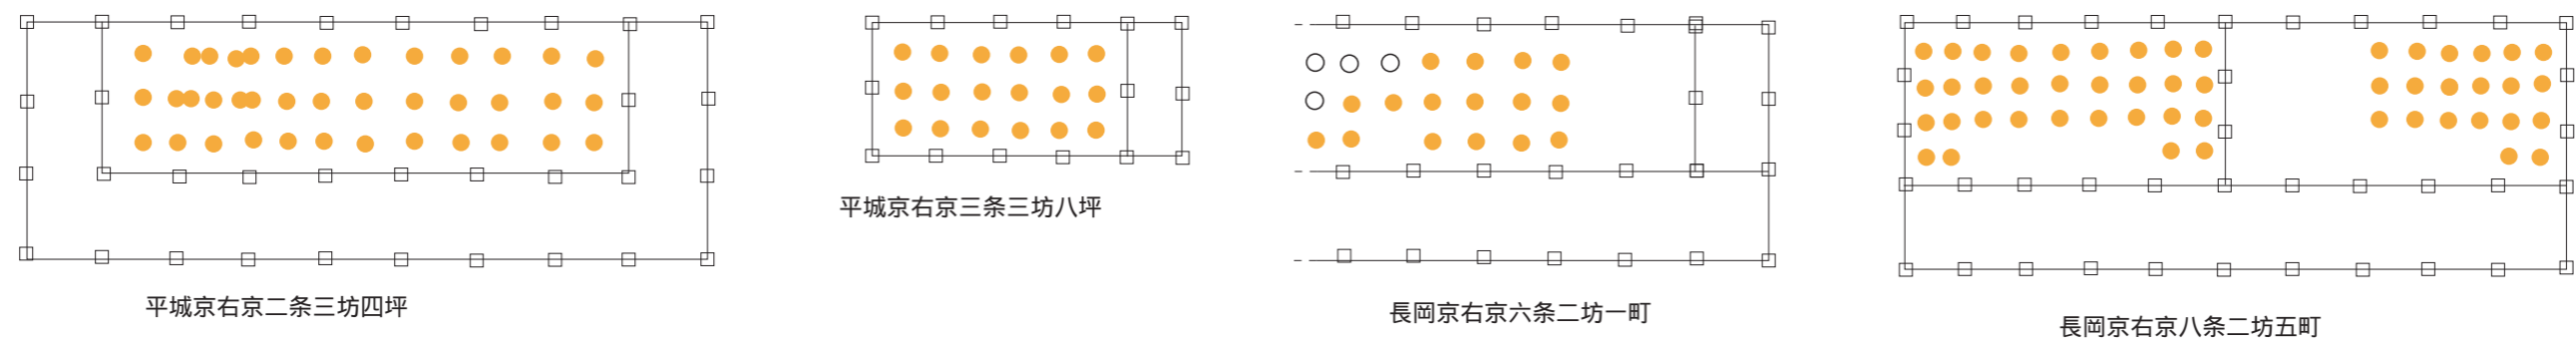 平城京右京二条三坊四坪
平城京右京三条三坊八坪
長岡京右京六条二坊一町
長岡京右京八条二坊五町